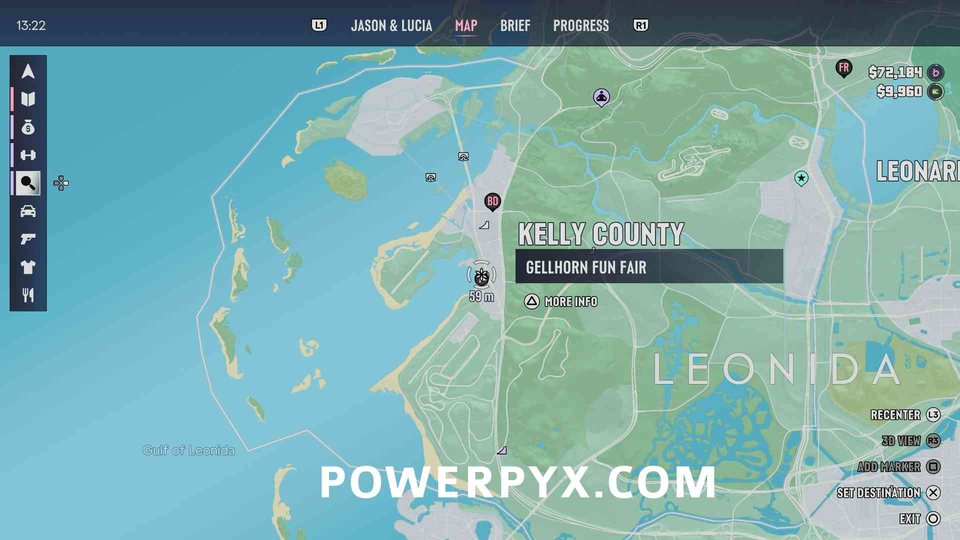 13:22
L1 JASON & LUCIA MAP BRIEF PROGRESS R1
FR
$72,184
$9,960
BD
LEONAR
KELLY COUNTY
GELLHORN FUN FAIR
59 m
MORE INFO
LEONIDA
RECENTER L3
3D VIEW R3
ADD MARKER
SET DESTINATION
EXIT
Gulf of Leonida
POWERPYX.COM